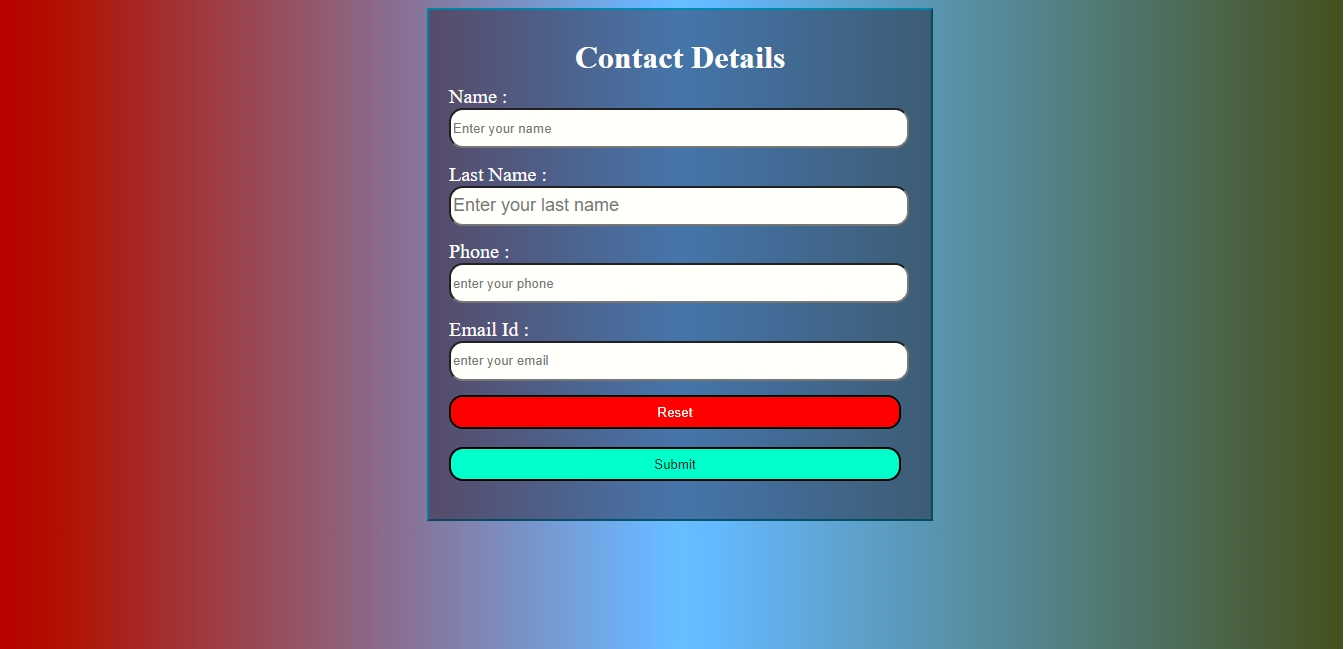 Contact Details
Name :
Enter your name
Last Name :
Enter your last name
Phone :
enter your phone
Email Id :
enter your email
Reset
Submit